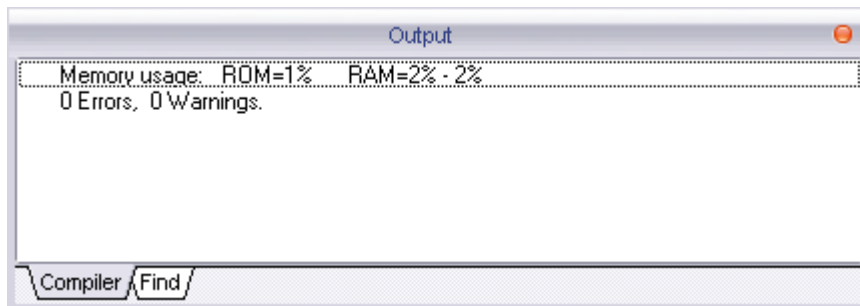 Output
Memory usage: ROM=1% RAM=2% - 2%
0 Errors, 0 Warnings.
Compiler Find